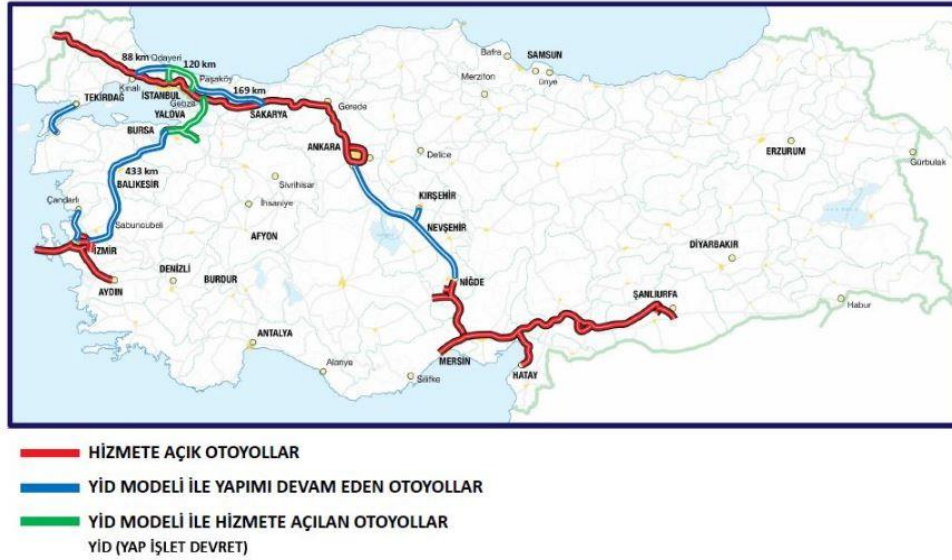 88 km
Odayeri
120 km
Paşaköy
Kınalı
İSTANBUL
169 km
Gebze
TEKİRDAĞ
YALOVA
SAKARYA
Gerede
BURSA
Bafra
SAMSUN
Ünye
Merzifon
ANKARA
Delice
ERZURUM
Gürbulak
433 km
BALIKESİR
Sivrihisar
KIRŞEHİR
Çandarlı
İhsaniye
Sabuncubeli
NEVŞEHİR
AFYON
İZMİR
DİYARBAKIR
DENİZLİ
BURDUR
NİĞDE
AYDIN
ŞANLIURFA
Habur
ANTALYA
MERSİN
Alanya
Silifke
HATAY
HİZMETE AÇIK OTOYOLLAR
YİD MODELİ İLE YAPIMI DEVAM EDEN OTOYOLLAR
YİD MODELİ İLE HİZMETE AÇILAN OTOYOLLAR
YİD (YAP İŞLET DEVRET)